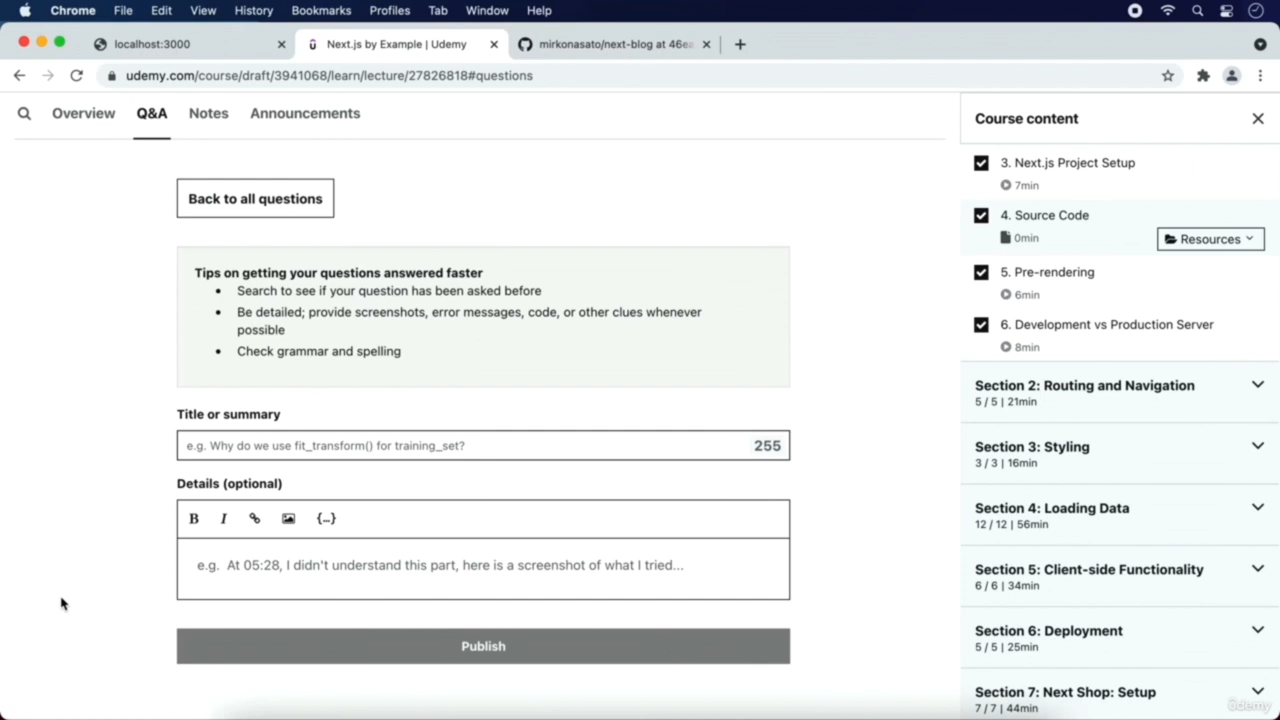 Chrome File Edit View History Bookmarks Profiles Tab Window Help
localhost:3000
Next.js by Example | Udemy
mirkonasato/next-blog at 46ea
udemy.com/course/draft/3941068/learn/lecture/27826818#questions
Overview Q&A Notes Announcements
Back to all questions
Tips on getting your questions answered faster
• Search to see if your question has been asked before
• Be detailed; provide screenshots, error messages, code, or other clues whenever
possible
• Check grammar and spelling
Title or summary
e.g. Why do we use fit_transform() for training_set? 255
Details (optional)
B I {…}
e.g. At 05:28, I didn't understand this part, here is a screenshot of what I tried...
Publish
Course content
3. Next.js Project Setup
7min
4. Source Code
0min
Resources
5. Pre-rendering
6min
6. Development vs Production Server
8min
Section 2: Routing and Navigation
5 / 5 | 21min
Section 3: Styling
3 / 3 | 16min
Section 4: Loading Data
12 / 12 | 56min
Section 5: Client-side Functionality
6 / 6 | 34min
Section 6: Deployment
5 / 5 | 25min
Section 7: Next Shop: Setup
7 / 7 | 44min
ûdemy